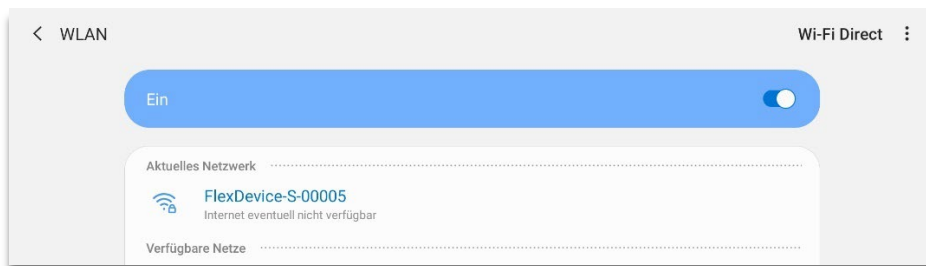 WLAN
Wi-Fi Direct
Ein
Aktuelles Netzwerk
FlexDevice-S-00005
Internet eventuell nicht verfügbar
Verfügbare Netze